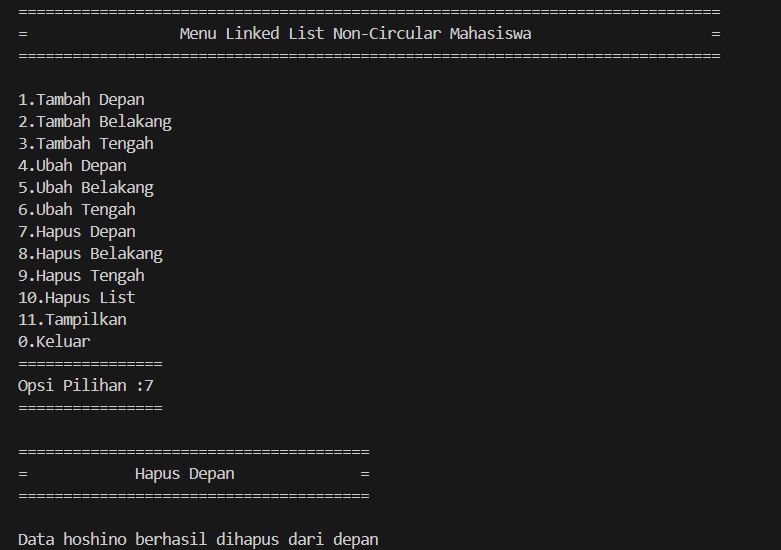 ==============================================================================
=                 Menu Linked List Non-Circular Mahasiswa                    =
==============================================================================
1.Tambah Depan
2.Tambah Belakang
3.Tambah Tengah
4.Ubah Depan
5.Ubah Belakang
6.Ubah Tengah
7.Hapus Depan
8.Hapus Belakang
9.Hapus Tengah
10.Hapus List
11.Tampilkan
0.Keluar
================
Opsi Pilihan :7
================
=======================================
=            Hapus Depan              =
=======================================
Data hoshino berhasil dihapus dari depan